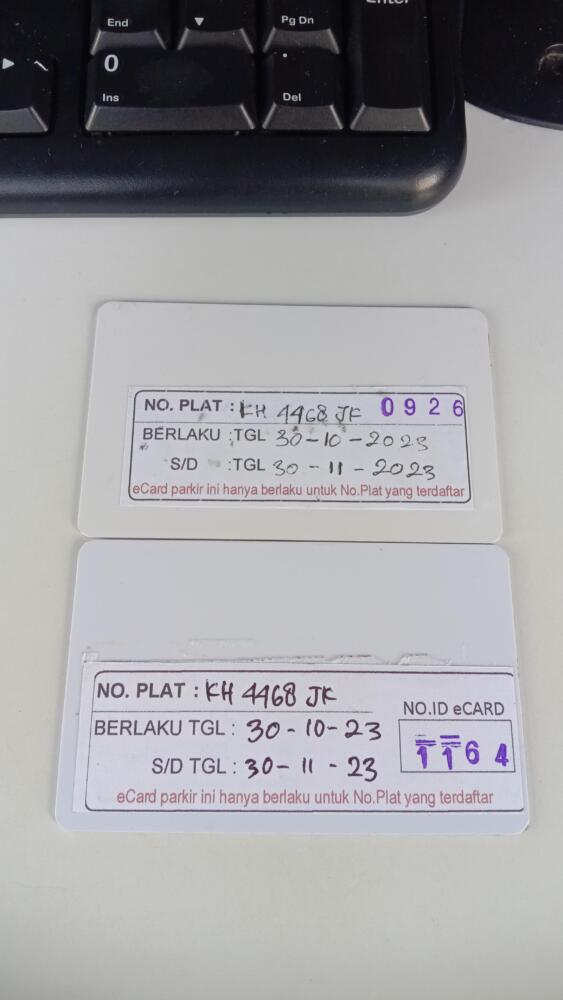 Enter
End
▼
Pg Dn
0
.
Ins
Del
NO. PLAT : KH 4468 JK 0926
BERLAKU :TGL 30-10-2023
S/D :TGL 30-11-2023
eCard parkir ini hanya berlaku untuk No.Plat yang terdaftar
NO. PLAT : KH 4468 JK
NO.ID eCARD
BERLAKU TGL : 30-10-23
1164
S/D TGL : 30-11-23
eCard parkir ini hanya berlaku untuk No.Plat yang terdaftar